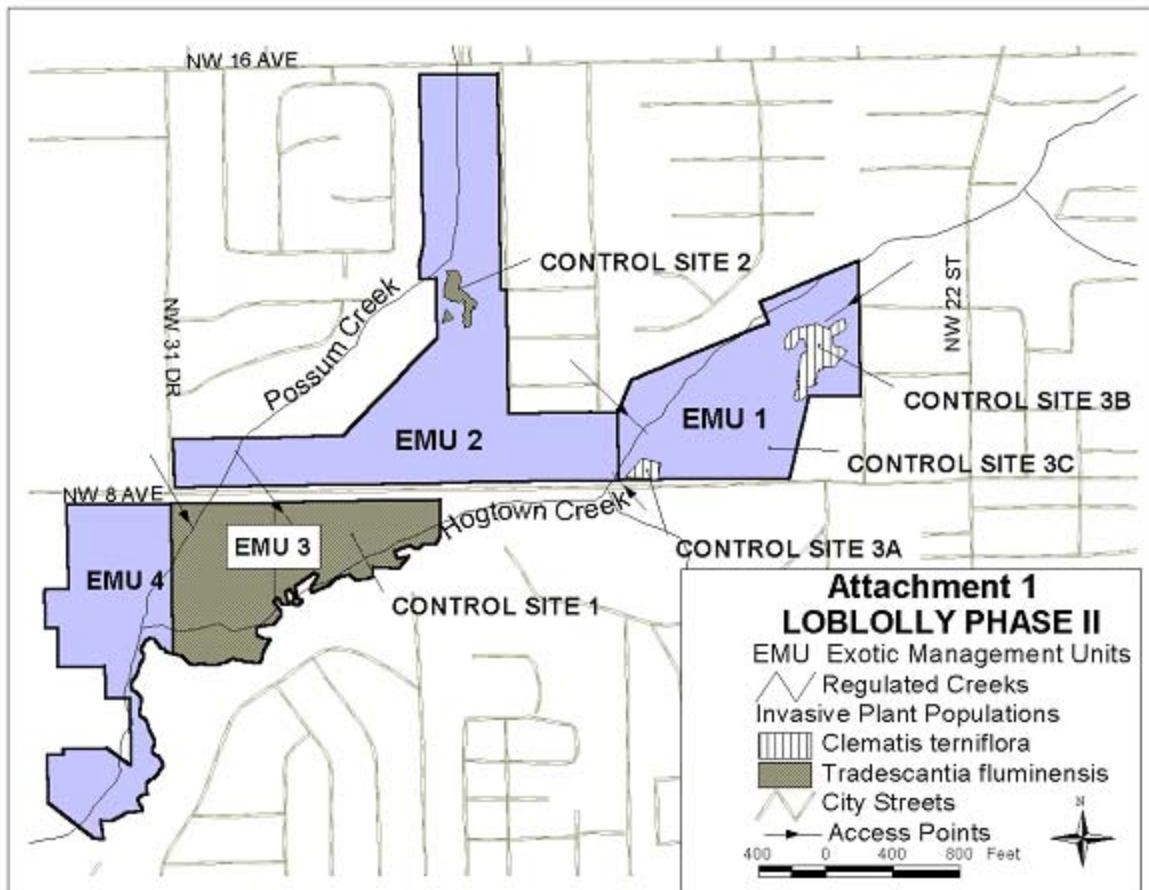 NW 16 AVE
CONTROL SITE 2
NW 31 DR
Possum Creek
NW 22 ST
EMU 1
CONTROL SITE 3B
EMU 2
CONTROL SITE 3C
NW 8 AVE
Hogtown Creek
EMU 3
CONTROL SITE 3A
EMU 4
CONTROL SITE 1
Attachment 1
LOBLOLLY PHASE II
EMU Exotic Management Units
Regulated Creeks
Invasive Plant Populations
Clematis terniflora
Tradescantia fluminensis
City Streets
Access Points
N
400 0 400 800 Feet